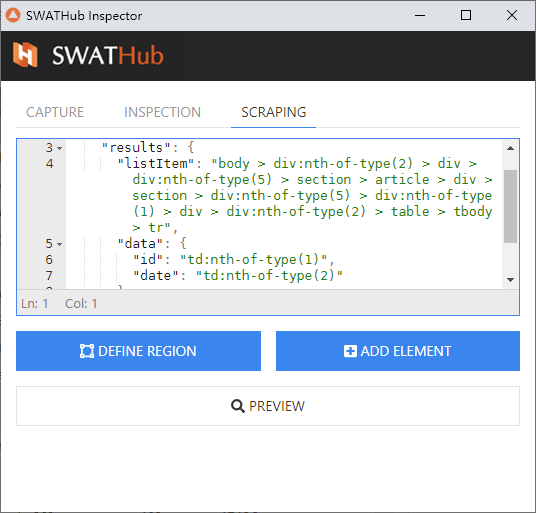 SWATHub Inspector
SWATHub
CAPTURE INSPECTION SCRAPING
3 "results": {
4 "listItem": "body > div:nth-of-type(2) > div >
div:nth-of-type(5) > section > article > div >
section > div:nth-of-type(5) > div:nth-of-type
(1) > div > div:nth-of-type(2) > table > tbody
> tr",
5 "data": {
6 "id": "td:nth-of-type(1)",
7 "date": "td:nth-of-type(2)"
Ln: 1 Col: 1
DEFINE REGION ADD ELEMENT
PREVIEW